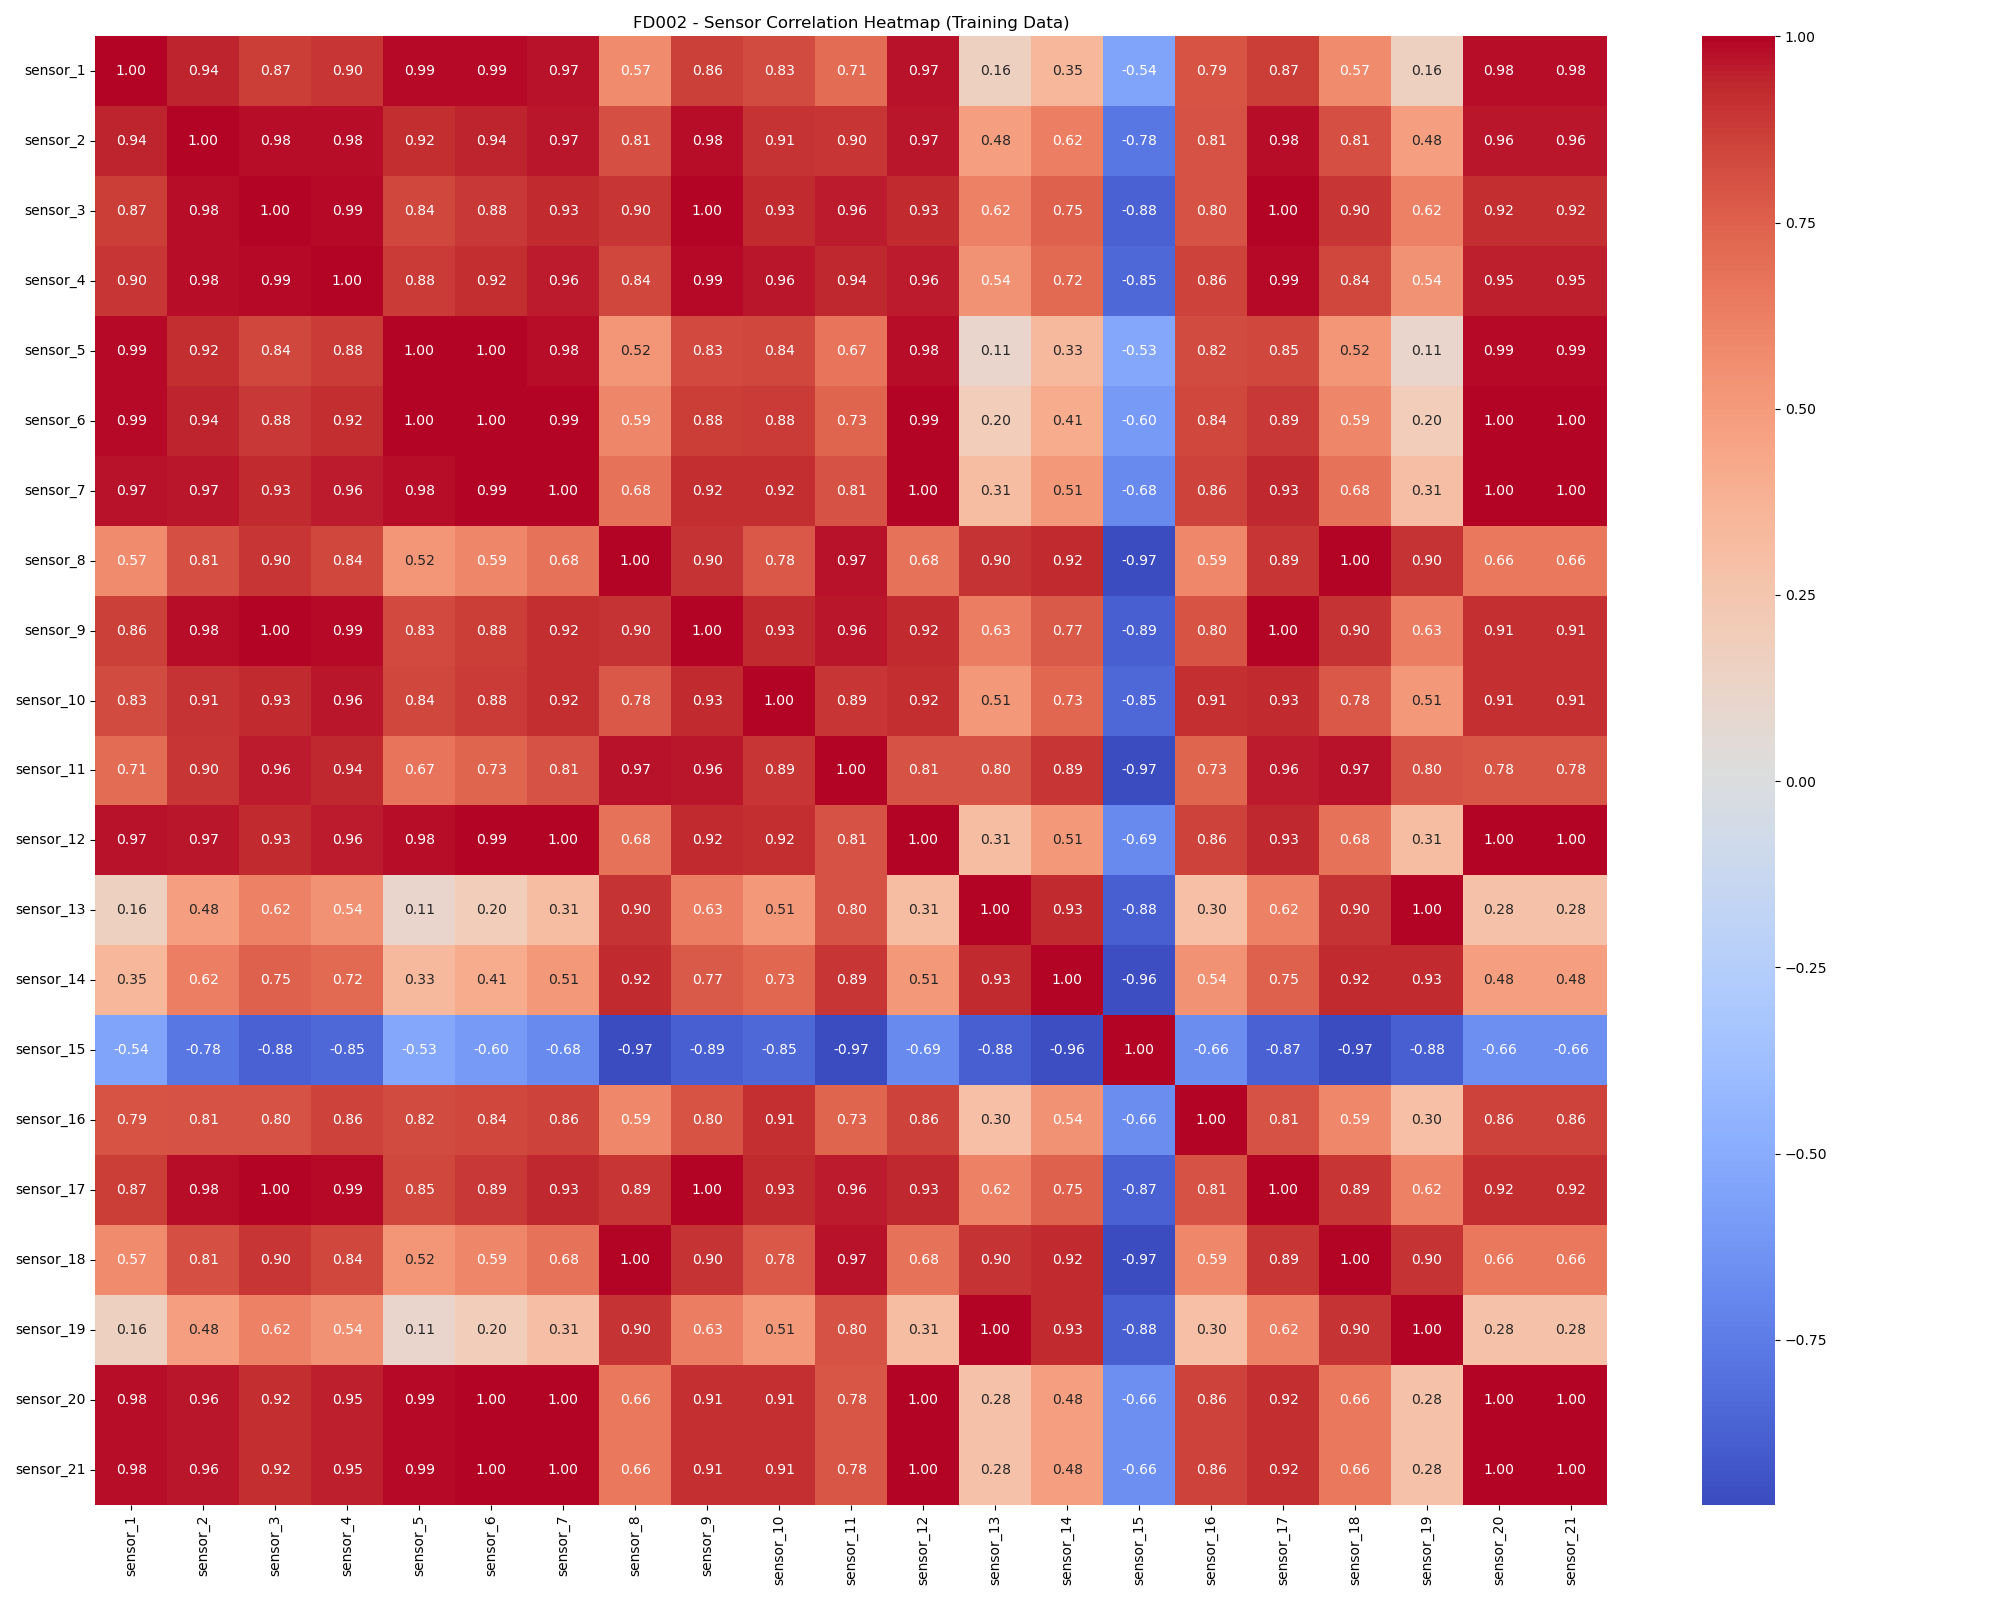 FD002 - Sensor Correlation Heatmap (Training Data)
sensor_1 1.00 0.94 0.87 0.90 0.99 0.99 0.97 0.57 0.86 0.83 0.71 0.97 0.16 0.35 -0.54 0.79 0.87 0.57 0.16 0.98 0.98
sensor_2 0.94 1.00 0.98 0.98 0.92 0.94 0.97 0.81 0.98 0.91 0.90 0.97 0.48 0.62 -0.78 0.81 0.98 0.81 0.48 0.96 0.96
sensor_3 0.87 0.98 1.00 0.99 0.84 0.88 0.93 0.90 1.00 0.93 0.96 0.93 0.62 0.75 -0.88 0.80 1.00 0.90 0.62 0.92 0.92
sensor_4 0.90 0.98 0.99 1.00 0.88 0.92 0.96 0.84 0.99 0.96 0.94 0.96 0.54 0.72 -0.85 0.86 0.99 0.84 0.54 0.95 0.95
sensor_5 0.99 0.92 0.84 0.88 1.00 1.00 0.98 0.52 0.83 0.84 0.67 0.98 0.11 0.33 -0.53 0.82 0.85 0.52 0.11 0.99 0.99
sensor_6 0.99 0.94 0.88 0.92 1.00 1.00 0.99 0.59 0.88 0.88 0.73 0.99 0.20 0.41 -0.60 0.84 0.89 0.59 0.20 1.00 1.00
sensor_7 0.97 0.97 0.93 0.96 0.98 0.99 1.00 0.68 0.92 0.92 0.81 1.00 0.31 0.51 -0.68 0.86 0.93 0.68 0.31 1.00 1.00
sensor_8 0.57 0.81 0.90 0.84 0.52 0.59 0.68 1.00 0.90 0.78 0.97 0.68 0.90 0.92 -0.97 0.59 0.89 1.00 0.90 0.66 0.66
sensor_9 0.86 0.98 1.00 0.99 0.83 0.88 0.92 0.90 1.00 0.93 0.96 0.92 0.63 0.77 -0.89 0.80 1.00 0.90 0.63 0.91 0.91
sensor_10 0.83 0.91 0.93 0.96 0.84 0.88 0.92 0.78 0.93 1.00 0.89 0.92 0.51 0.73 -0.85 0.91 0.93 0.78 0.51 0.91 0.91
sensor_11 0.71 0.90 0.96 0.94 0.67 0.73 0.81 0.97 0.96 0.89 1.00 0.81 0.80 0.89 -0.97 0.73 0.96 0.97 0.80 0.78 0.78
sensor_12 0.97 0.97 0.93 0.96 0.98 0.99 1.00 0.68 0.92 0.92 0.81 1.00 0.31 0.51 -0.69 0.86 0.93 0.68 0.31 1.00 1.00
sensor_13 0.16 0.48 0.62 0.54 0.11 0.20 0.31 0.90 0.63 0.51 0.80 0.31 1.00 0.93 -0.88 0.30 0.62 0.90 1.00 0.28 0.28
sensor_14 0.35 0.62 0.75 0.72 0.33 0.41 0.51 0.92 0.77 0.73 0.89 0.51 0.93 1.00 -0.96 0.54 0.75 0.92 0.93 0.48 0.48
sensor_15 -0.54 -0.78 -0.88 -0.85 -0.53 -0.60 -0.68 -0.97 -0.89 -0.85 -0.97 -0.69 -0.88 -0.96 1.00 -0.66 -0.87 -0.97 -0.88 -0.66 -0.66
sensor_16 0.79 0.81 0.80 0.86 0.82 0.84 0.86 0.59 0.80 0.91 0.73 0.86 0.30 0.54 -0.66 1.00 0.81 0.59 0.30 0.86 0.86
sensor_17 0.87 0.98 1.00 0.99 0.85 0.89 0.93 0.89 1.00 0.93 0.96 0.93 0.62 0.75 -0.87 0.81 1.00 0.89 0.62 0.92 0.92
sensor_18 0.57 0.81 0.90 0.84 0.52 0.59 0.68 1.00 0.90 0.78 0.97 0.68 0.90 0.92 -0.97 0.59 0.89 1.00 0.90 0.66 0.66
sensor_19 0.16 0.48 0.62 0.54 0.11 0.20 0.31 0.90 0.63 0.51 0.80 0.31 1.00 0.93 -0.88 0.30 0.62 0.90 1.00 0.28 0.28
sensor_20 0.98 0.96 0.92 0.95 0.99 1.00 1.00 0.66 0.91 0.91 0.78 1.00 0.28 0.48 -0.66 0.86 0.92 0.66 0.28 1.00 1.00
sensor_21 0.98 0.96 0.92 0.95 0.99 1.00 1.00 0.66 0.91 0.91 0.78 1.00 0.28 0.48 -0.66 0.86 0.92 0.66 0.28 1.00 1.00
sensor_1 sensor_2 sensor_3 sensor_4 sensor_5 sensor_6 sensor_7 sensor_8 sensor_9 sensor_10 sensor_11 sensor_12 sensor_13 sensor_14 sensor_15 sensor_16 sensor_17 sensor_18 sensor_19 sensor_20 sensor_21
1.00
0.75
0.50
0.25
0.00
−0.25
−0.50
−0.75